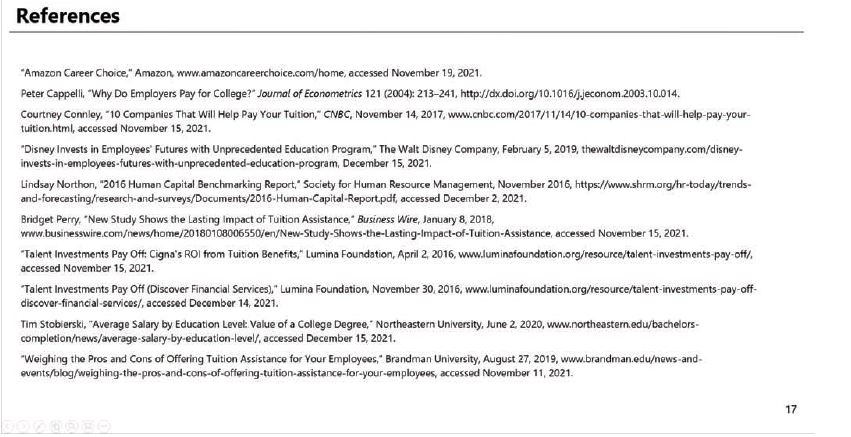 References
"Amazon Career Choice," Amazon, www.amazoncareerchoice.com/home, accessed November 19, 2021.
Peter Cappelli, "Why Do Employers Pay for College?" Journal of Econometrics 121 (2004): 213–241, http://dx.doi.org/10.1016/j.jeconom.2003.10.014.
Courtney Connley, "10 Companies That Will Help Pay Your Tuition," CNBC, November 14, 2017, www.cnbc.com/2017/11/14/10-companies-that-will-help-pay-your-
tuition.html, accessed November 15, 2021.
"Disney Invests in Employees' Futures with Unprecedented Education Program," The Walt Disney Company, February 5, 2019, thewaltdisneycompany.com/disney-
invests-in-employees-futures-with-unprecedented-education-program, December 15, 2021.
Lindsay Northon, "2016 Human Capital Benchmarking Report," Society for Human Resource Management, November 2016, https://www.shrm.org/hr-today/trends-
and-forecasting/research-and-surveys/Documents/2016-Human-Capital-Report.pdf, accessed December 2, 2021.
Bridget Perry, "New Study Shows the Lasting Impact of Tuition Assistance," Business Wire, January 8, 2018,
www.businesswire.com/news/home/20180108006550/en/New-Study-Shows-the-Lasting-Impact-of-Tuition-Assistance, accessed November 15, 2021.
"Talent Investments Pay Off: Cigna's ROI from Tuition Benefits," Lumina Foundation, April 2, 2016, www.luminafoundation.org/resource/talent-investments-pay-off/,
accessed November 15, 2021.
"Talent Investments Pay Off (Discover Financial Services)," Lumina Foundation, November 30, 2016, www.luminafoundation.org/resource/talent-investments-pay-off-
discover-financial-services/, accessed December 14, 2021.
Tim Stobierski, "Average Salary by Education Level: Value of a College Degree," Northeastern University, June 2, 2020, www.northeastern.edu/bachelors-
completion/news/average-salary-by-education-level/, accessed December 15, 2021.
"Weighing the Pros and Cons of Offering Tuition Assistance for Your Employees," Brandman University, August 27, 2019, www.brandman.edu/news-and-
events/blog/weighing-the-pros-and-cons-of-offering-tuition-assistance-for-your-employees, accessed November 11, 2021.
17